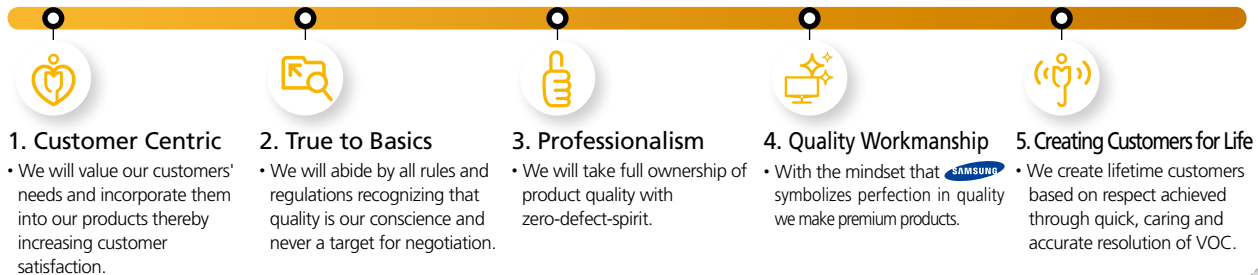 1. Customer Centric
• We will value our customers'
needs and incorporate them
into our products thereby
increasing customer
satisfaction.
2. True to Basics
• We will abide by all rules and
regulations recognizing that
quality is our conscience and
never a target for negotiation.
3. Professionalism
• We will take full ownership of
product quality with
zero-defect-spirit.
4. Quality Workmanship
• With the mindset that SAMSUNG
symbolizes perfection in quality
we make premium products.
5. Creating Customers for Life
• We create lifetime customers
based on respect achieved
through quick, caring and
accurate resolution of VOC.